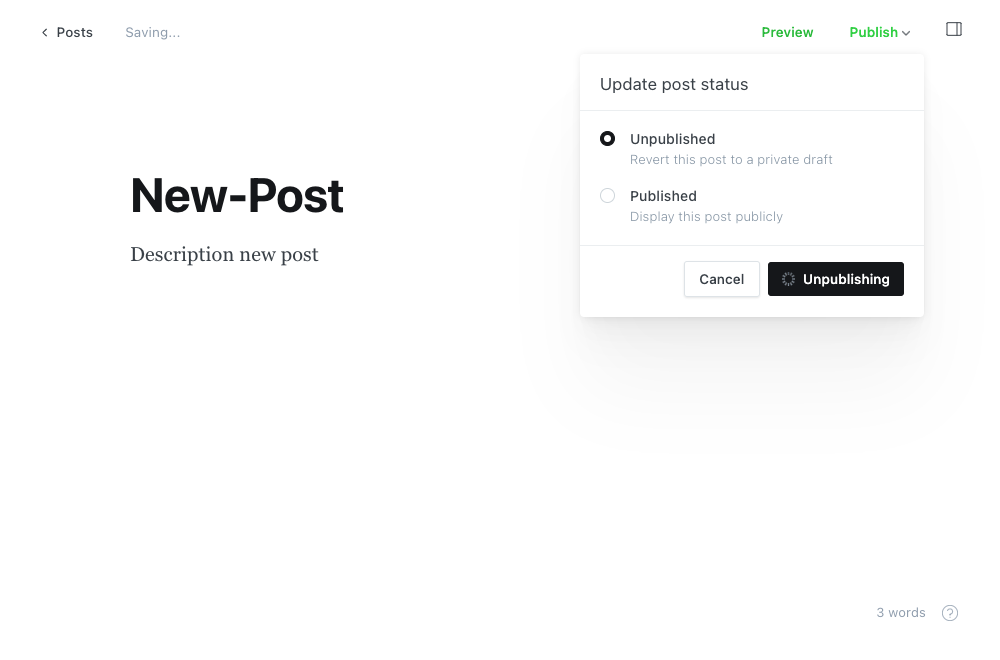 Posts
Saving...
Preview
Publish
Update post status
Unpublished
Revert this post to a private draft
Published
Display this post publicly
Cancel
Unpublishing
New-Post
Description new post
3 words
?